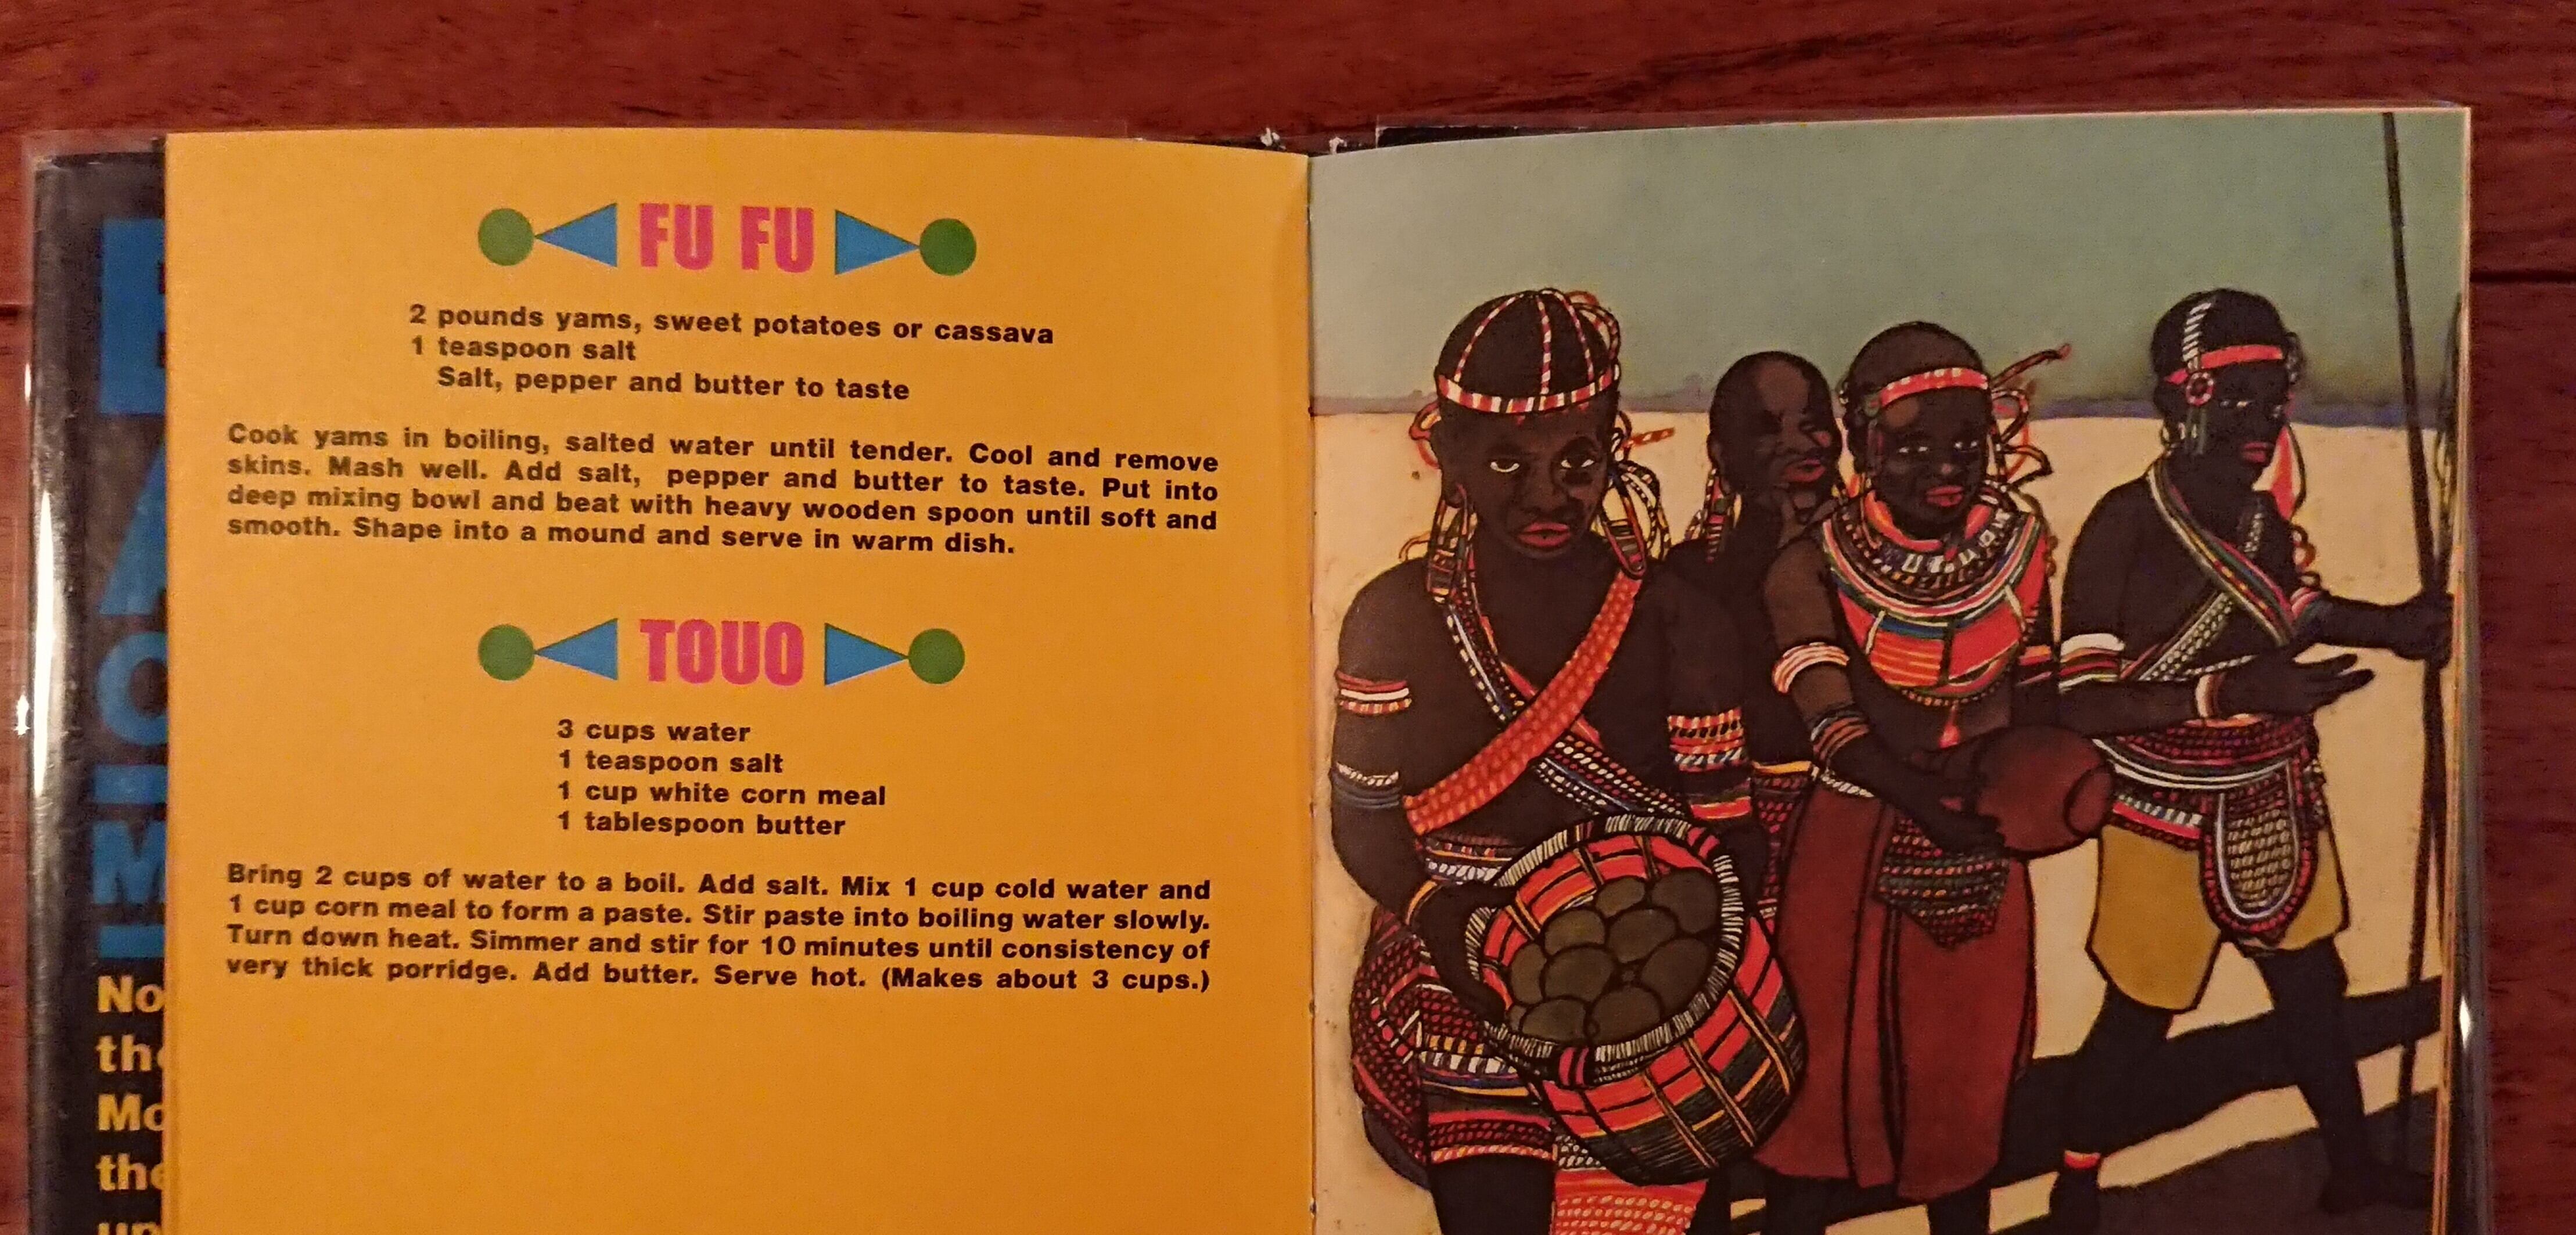 FU FU
2 pounds yams, sweet potatoes or cassava
1 teaspoon salt
Salt, pepper and butter to taste
Cook yams in boiling, salted water until tender. Cool and remove
skins. Mash well. Add salt, pepper and butter to taste. Put into
deep mixing bowl and beat with heavy wooden spoon until soft and
smooth. Shape into a mound and serve in warm dish.
TOUO
3 cups water
1 teaspoon salt
1 cup white corn meal
1 tablespoon butter
Bring 2 cups of water to a boil. Add salt. Mix 1 cup cold water and
1 cup corn meal to form a paste. Stir paste into boiling water slowly.
Turn down heat. Simmer and stir for 10 minutes until consistency of
very thick porridge. Add butter. Serve hot. (Makes about 3 cups.)